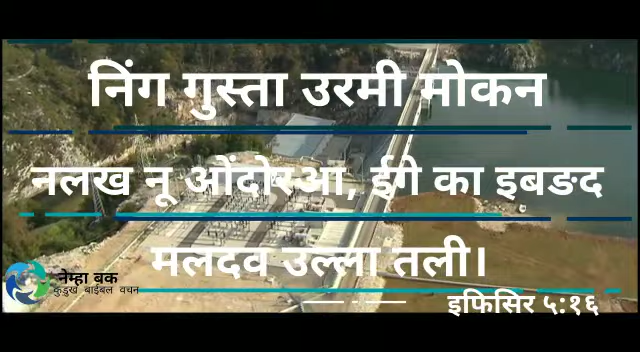 निंग गुस्ता उरमी मोकन
नलख नू ओंदोरआ, ईगे का इबङद
मलदव उल्ला तली।
नेम्हा बक
कुड़ुख बाईबल वचन
इफिसिर ५:१६